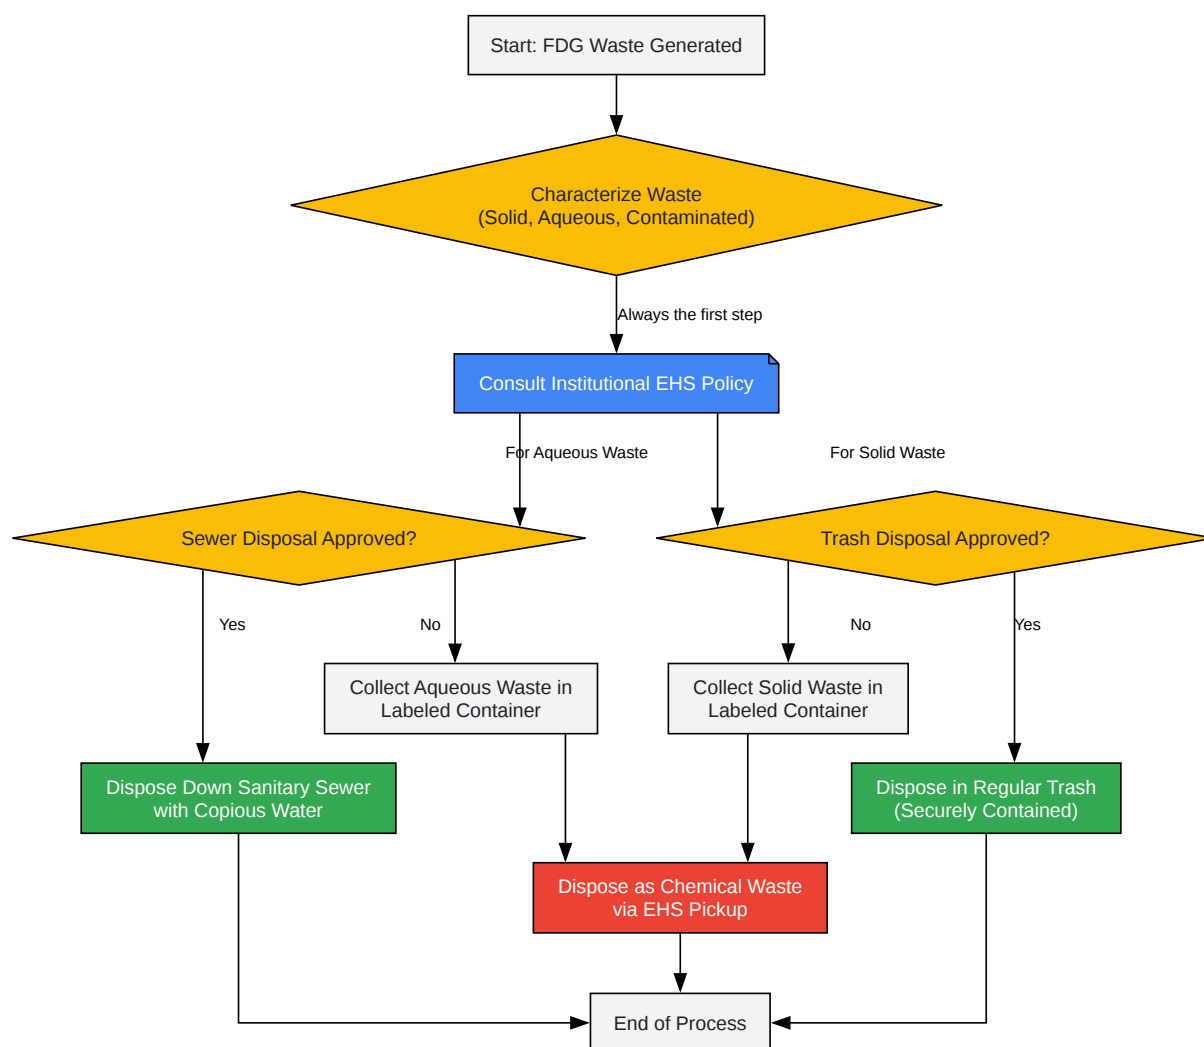 Start: FDG Waste Generated
Characterize Waste
(Solid, Aqueous, Contaminated)
Always the first step
Consult Institutional EHS Policy
For Aqueous Waste
For Solid Waste
Sewer Disposal Approved?
Trash Disposal Approved?
Yes
No
No
Yes
Collect Aqueous Waste in
Labeled Container
Collect Solid Waste in
Labeled Container
Dispose Down Sanitary Sewer
with Copious Water
Dispose in Regular Trash
(Securely Contained)
Dispose as Chemical Waste
via EHS Pickup
End of Process